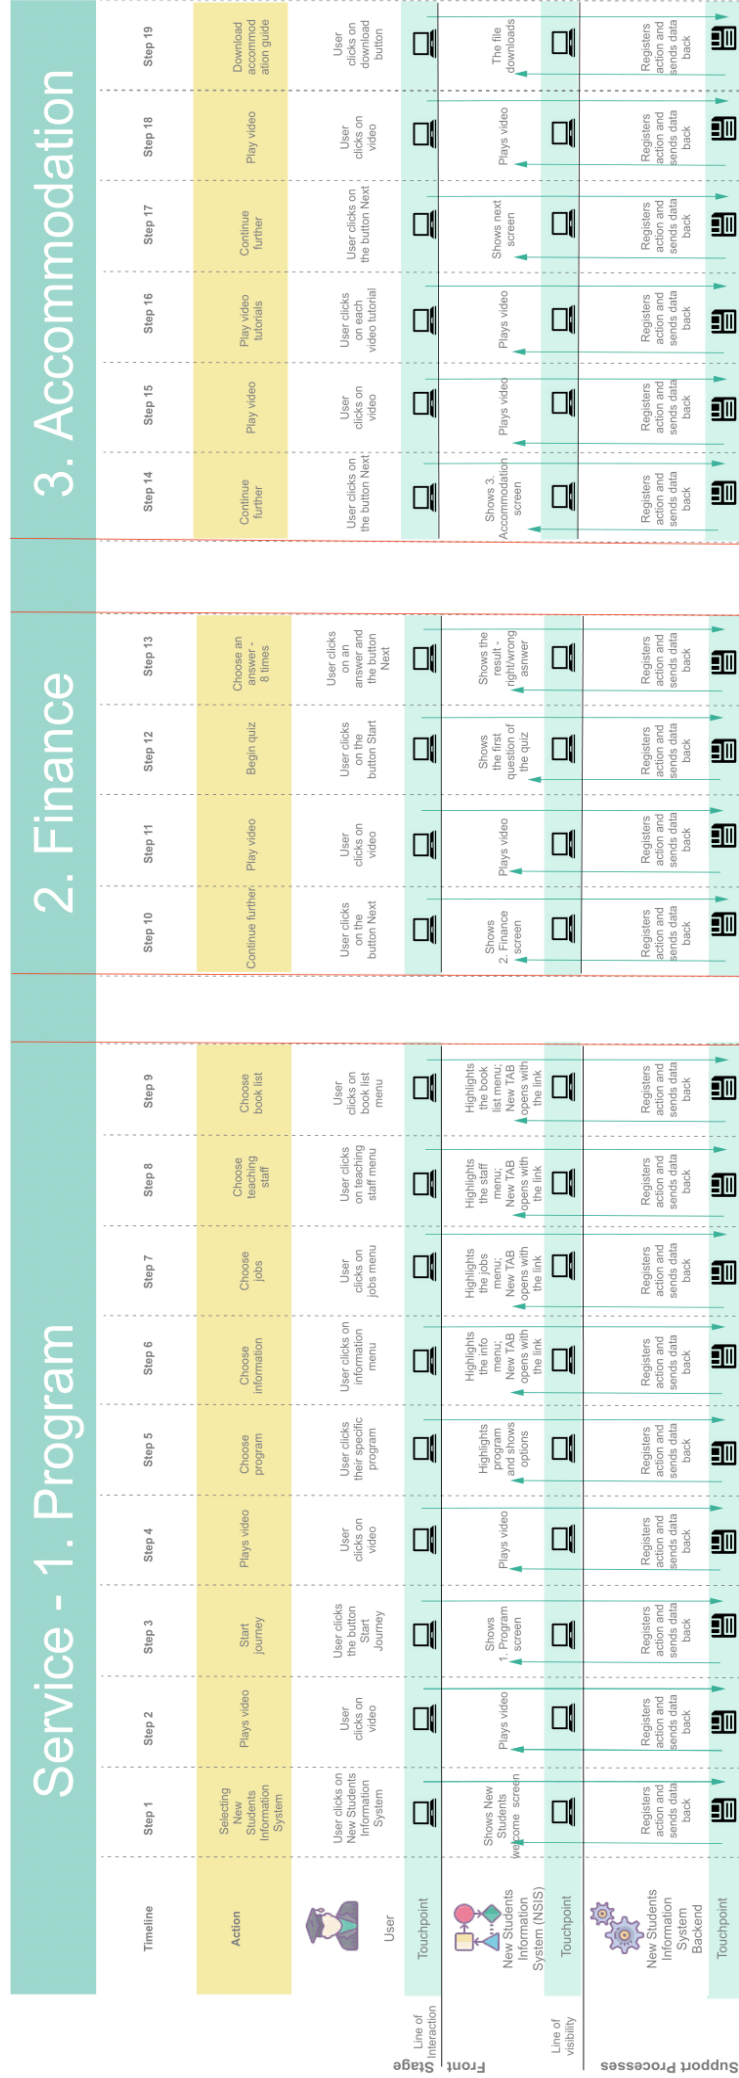 Service - 1. Program
2. Finance
3. Accommodation
Timeline
Step 1
Step 2
Step 3
Step 4
Step 5
Step 6
Step 7
Step 8
Step 9
Step 10
Step 11
Step 12
Step 13
Step 14
Step 15
Step 16
Step 17
Step 18
Step 19
Action
Selecting
New
Students
Information
System
Plays video
Start
journey
Plays video
Choose
program
Choose
information
Choose
jobs
Choose
teaching
staff
Choose
book list
Continue further
Play video
Begin quiz
Choose an
answer -
8 times
Continue
further
Play video
Play video
tutorials
Continue
further
Play video
Download
accommod
ation guide
User
User clicks on
New Students
Information
System
User
clicks on
video
User clicks
the button
Start
Journey
User
clicks on
video
User clicks
their specific
program
User clicks on
information
menu
User
clicks on
jobs menu
User clicks
on teaching
staff menu
User
clicks on
book list
menu
User clicks
on the
button Next
User
clicks on
video
User clicks
on the
button Start
User clicks
on an
answer and
the button
Next
User clicks on
the button Next
User
clicks on
video
User clicks
on each
video tutorial
User clicks on
the button Next
User
clicks on
video
User
clicks on
download
button
Touchpoint
Line of
Interaction
Front
Stage
New Students
Information
System (NSIS)
Shows New
Students
welcome screen
Plays video
Shows
1. Program
screen
Plays video
Highlights
program
and shows
options
Highlights
the info
menu;
New TAB
opens with
the link
Highlights
the jobs
menu;
New TAB
opens with
the link
Highlights
the staff
menu;
New TAB
opens with
the link
Highlights
the book
list menu;
New TAB
opens with
the link
Shows
2. Finance
screen
Plays video
Shows
the first
question of
the quiz
Shows the
result -
right/wrong
asnwer
Shows 3.
Accommodation
screen
Plays video
Plays video
Shows next
screen
Plays video
The file
downloads
Touchpoint
Line of
visibility
Support Processes
New Students
Information
System
Backend
Registers
action and
sends data
back
Registers
action and
sends data
back
Registers
action and
sends data
back
Registers
action and
sends data
back
Registers
action and
sends data
back
Registers
action and
sends data
back
Registers
action and
sends data
back
Registers
action and
sends data
back
Registers
action and
sends data
back
Registers
action and
sends data
back
Registers
action and
sends data
back
Registers
action and
sends data
back
Registers
action and
sends data
back
Registers
action and
sends data
back
Registers
action and
sends data
back
Registers
action and
sends data
back
Registers
action and
sends data
back
Registers
action and
sends data
back
Registers
action and
sends data
back
Touchpoint